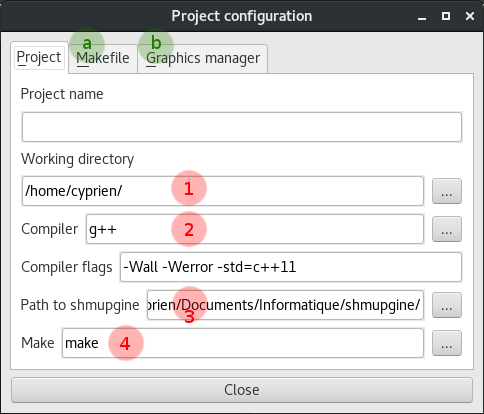 Project configuration
a b
Project Makefile Graphics manager
Project name
Working directory
/home/cyprien/ 1 ...
Compiler g++ 2 ...
Compiler flags -Wall -Werror -std=c++11
Path to shmupgine orien/Documents/Informatique/shmupgine/ 3 ...
Make make 4 ...
Close